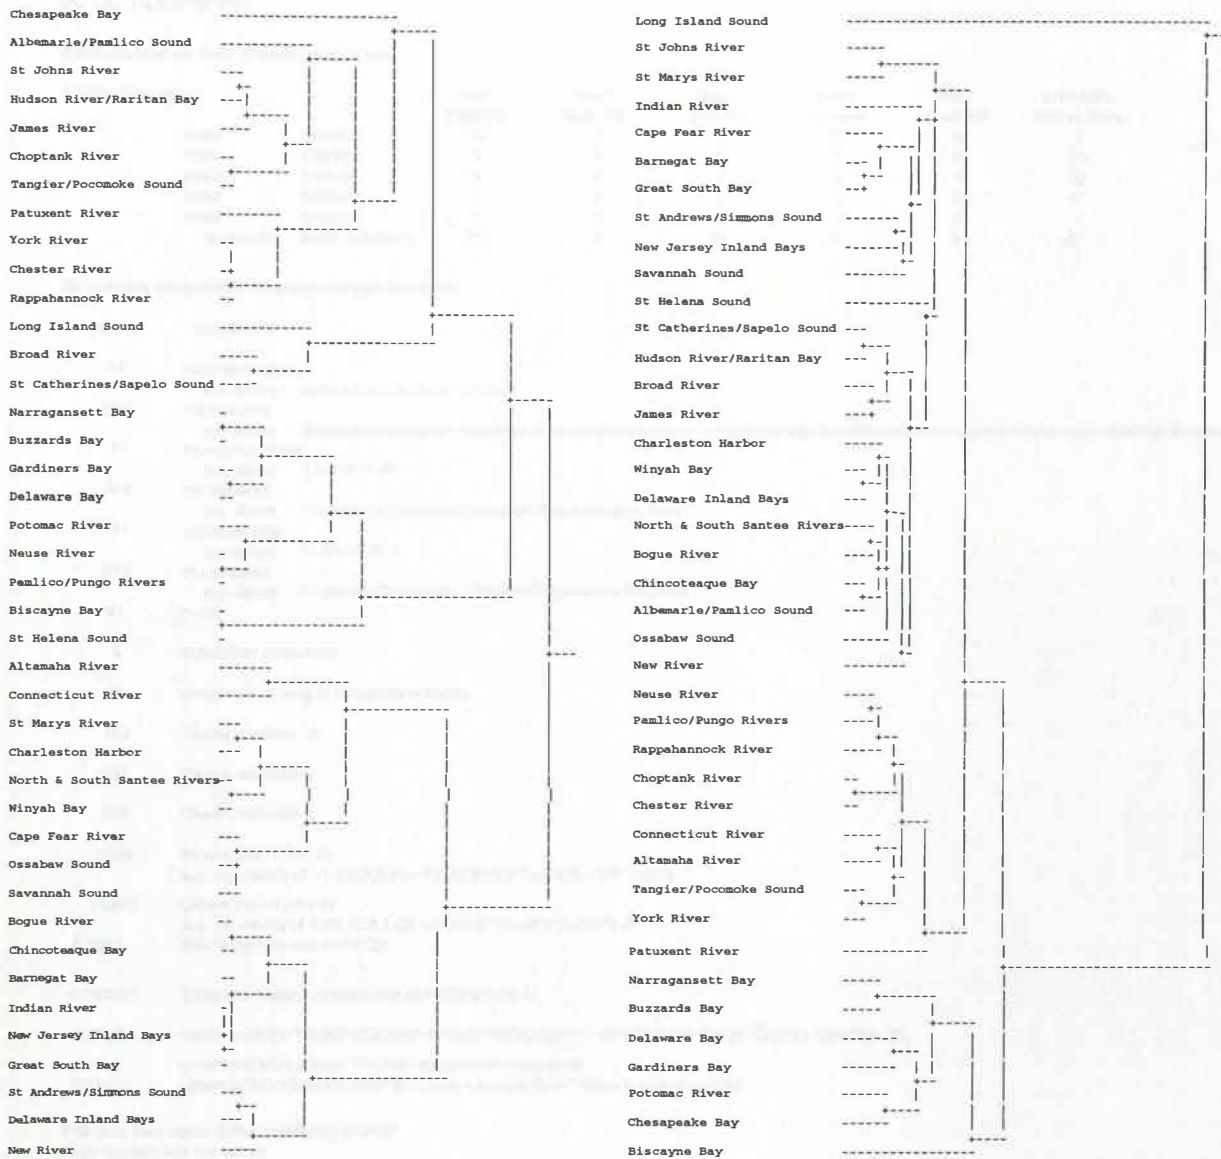 Chesapeake Bay
Albemarle/Pamlico Sound
St Johns River
Hudson River/Raritan Bay
James River
Choptank River
Tangier/Pocomoke Sound
Patuxent River
York River
Chester River
Rappahannock River
Long Island Sound
Broad River
St Catherines/Sapelo Sound
Narragansett Bay
Buzzards Bay
Gardiners Bay
Delaware Bay
Potomac River
Neuse River
Pamlico/Pungo Rivers
Biscayne Bay
St Helena Sound
Altamaha River
Connecticut River
St Marys River
Charleston Harbor
North & South Santee Rivers
Winyah Bay
Cape Fear River
Ossabaw Sound
Savannah Sound
Bogue River
Chincoteaque Bay
Barnegat Bay
Indian River
New Jersey Inland Bays
Great South Bay
St Andrews/Simmons Sound
Delaware Inland Bays
New River
Long Island Sound
St Johns River
St Marys River
Indian River
Cape Fear River
Barnegat Bay
Great South Bay
St Andrews/Simmons Sound
New Jersey Inland Bays
Savannah Sound
St Helena Sound
St Catherines/Sapelo Sound
Hudson River/Raritan Bay
Broad River
James River
Charleston Harbor
Winyah Bay
Delaware Inland Bays
North & South Santee Rivers
Bogue River
Chincoteaque Bay
Albemarle/Pamlico Sound
Ossabaw Sound
New River
Neuse River
Pamlico/Pungo Rivers
Rappahannock River
Choptank River
Chester River
Connecticut River
Altamaha River
Tangier/Pocomoke Sound
York River
Patuxent River
Narragansett Bay
Buzzards Bay
Delaware Bay
Gardiners Bay
Potomac River
Chesapeake Bay
Biscayne Bay